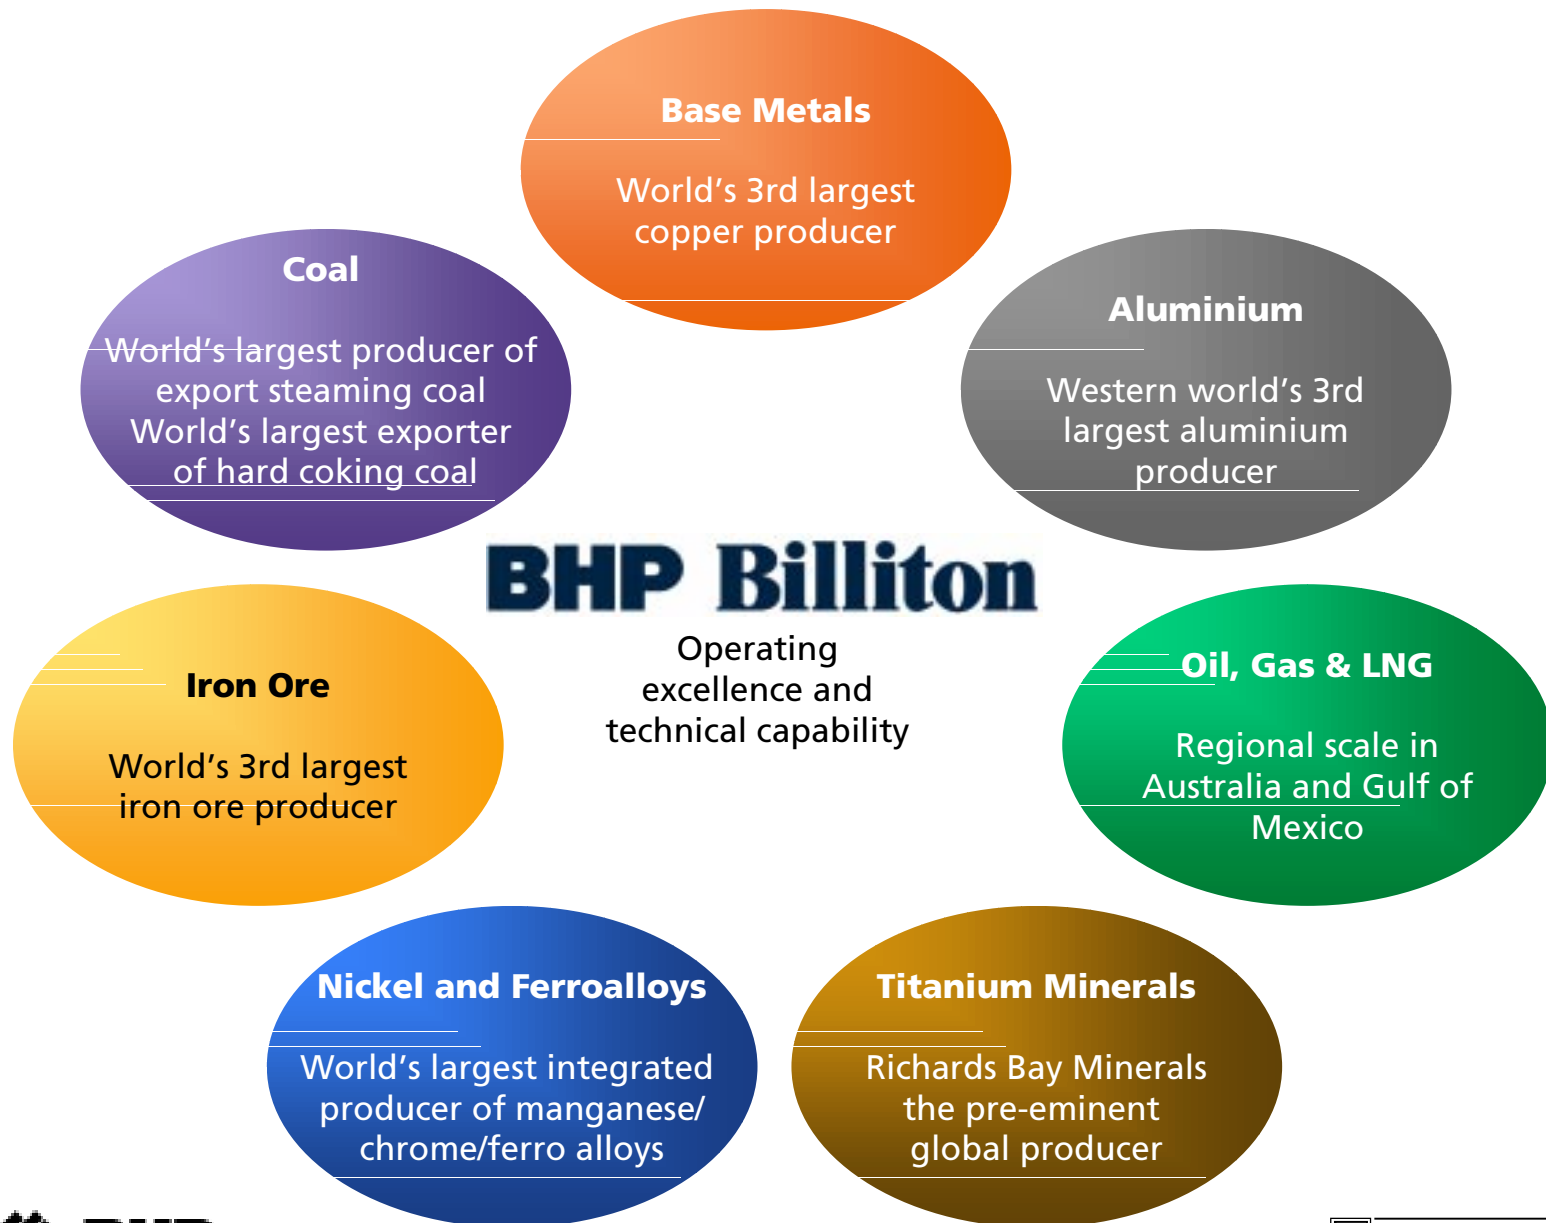 Base Metals
World's 3rd largest
copper producer
Coal
World's largest producer of
export steaming coal
World's largest exporter
of hard coking coal
Aluminium
Western world's 3rd
largest aluminium
producer
BHP Billiton
Operating
excellence and
technical capability
Iron Ore
World's 3rd largest
iron ore producer
Oil, Gas & LNG
Regional scale in
Australia and Gulf of
Mexico
Nickel and Ferroalloys
World's largest integrated
producer of manganese/
chrome/ferro alloys
Titanium Minerals
Richards Bay Minerals
the pre-eminent
global producer